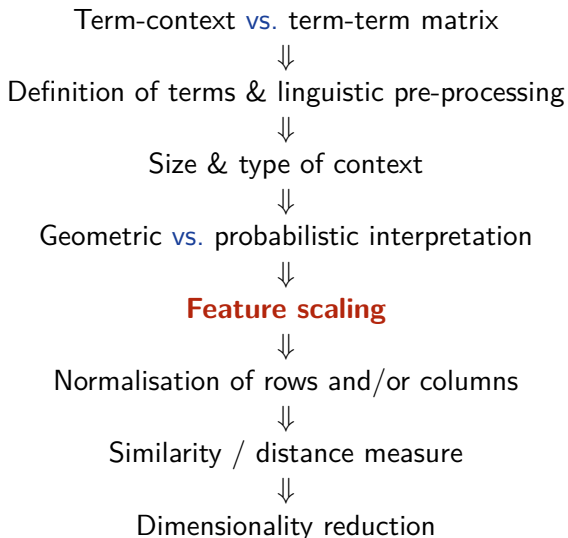 Term-context vs. term-term matrix
⇓
Definition of terms & linguistic pre-processing
⇓
Size & type of context
⇓
Geometric vs. probabilistic interpretation
⇓
Feature scaling
⇓
Normalisation of rows and/or columns
⇓
Similarity / distance measure
⇓
Dimensionality reduction